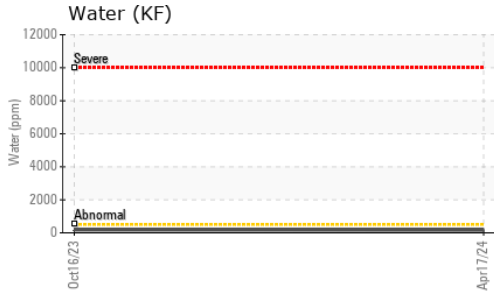 Water (KF)
12000
10000
8000
6000
4000
2000
0
Water (ppm)
Severe
Abnormal
Oct16/23
Apr17/24